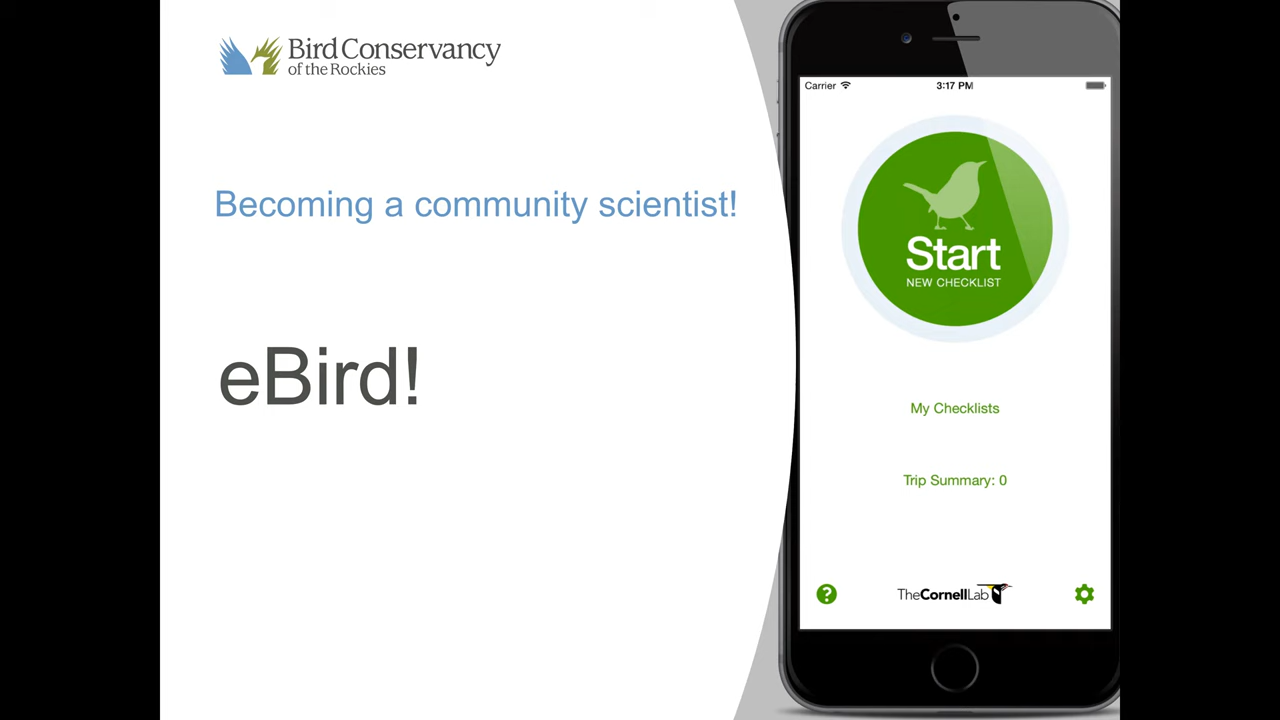 Bird Conservancy
of the Rockies
Becoming a community scientist!
eBird!
Carrier
3:17 PM
Start
NEW CHECKLIST
My Checklists
Trip Summary: 0
?
TheCornellLab